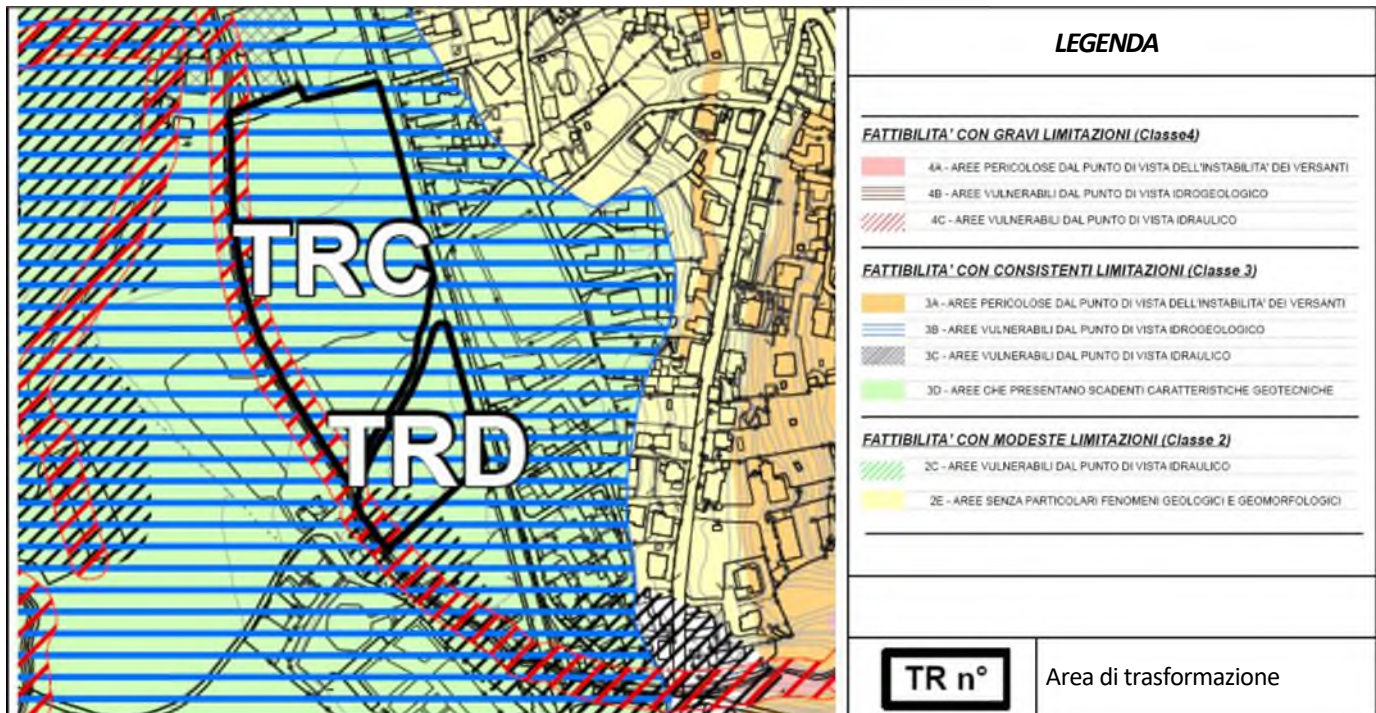 TRC
TRD
LEGENDA
FATTIBILITA' CON GRAVI LIMITAZIONI (Classe4)
4A - AREE PERICOLOSE DAL PUNTO DI VISTA DELL'INSTABILITA' DEI VERSANTI
4B - AREE VULNERABILI DAL PUNTO DI VISTA IDROGEOLOGICO
4C - AREE VULNERABILI DAL PUNTO DI VISTA IDRAULICO
FATTIBILITA' CON CONSISTENTI LIMITAZIONI (Classe 3)
3A - AREE PERICOLOSE DAL PUNTO DI VISTA DELL'INSTABILITA' DEI VERSANTI
3B - AREE VULNERABILI DAL PUNTO DI VISTA IDROGEOLOGICO
3C - AREE VULNERABILI DAL PUNTO DI VISTA IDRAULICO
3D - AREE CHE PRESENTANO SCADENTI CARATTERISTICHE GEOTECNICHE
FATTIBILITA' CON MODESTE LIMITAZIONI (Classe 2)
2C - AREE VULNERABILI DAL PUNTO DI VISTA IDRAULICO
2E - AREE SENZA PARTICOLARI FENOMENI GEOLOGICI E GEOMORFOLOGICI
TR n°
Area di trasformazione